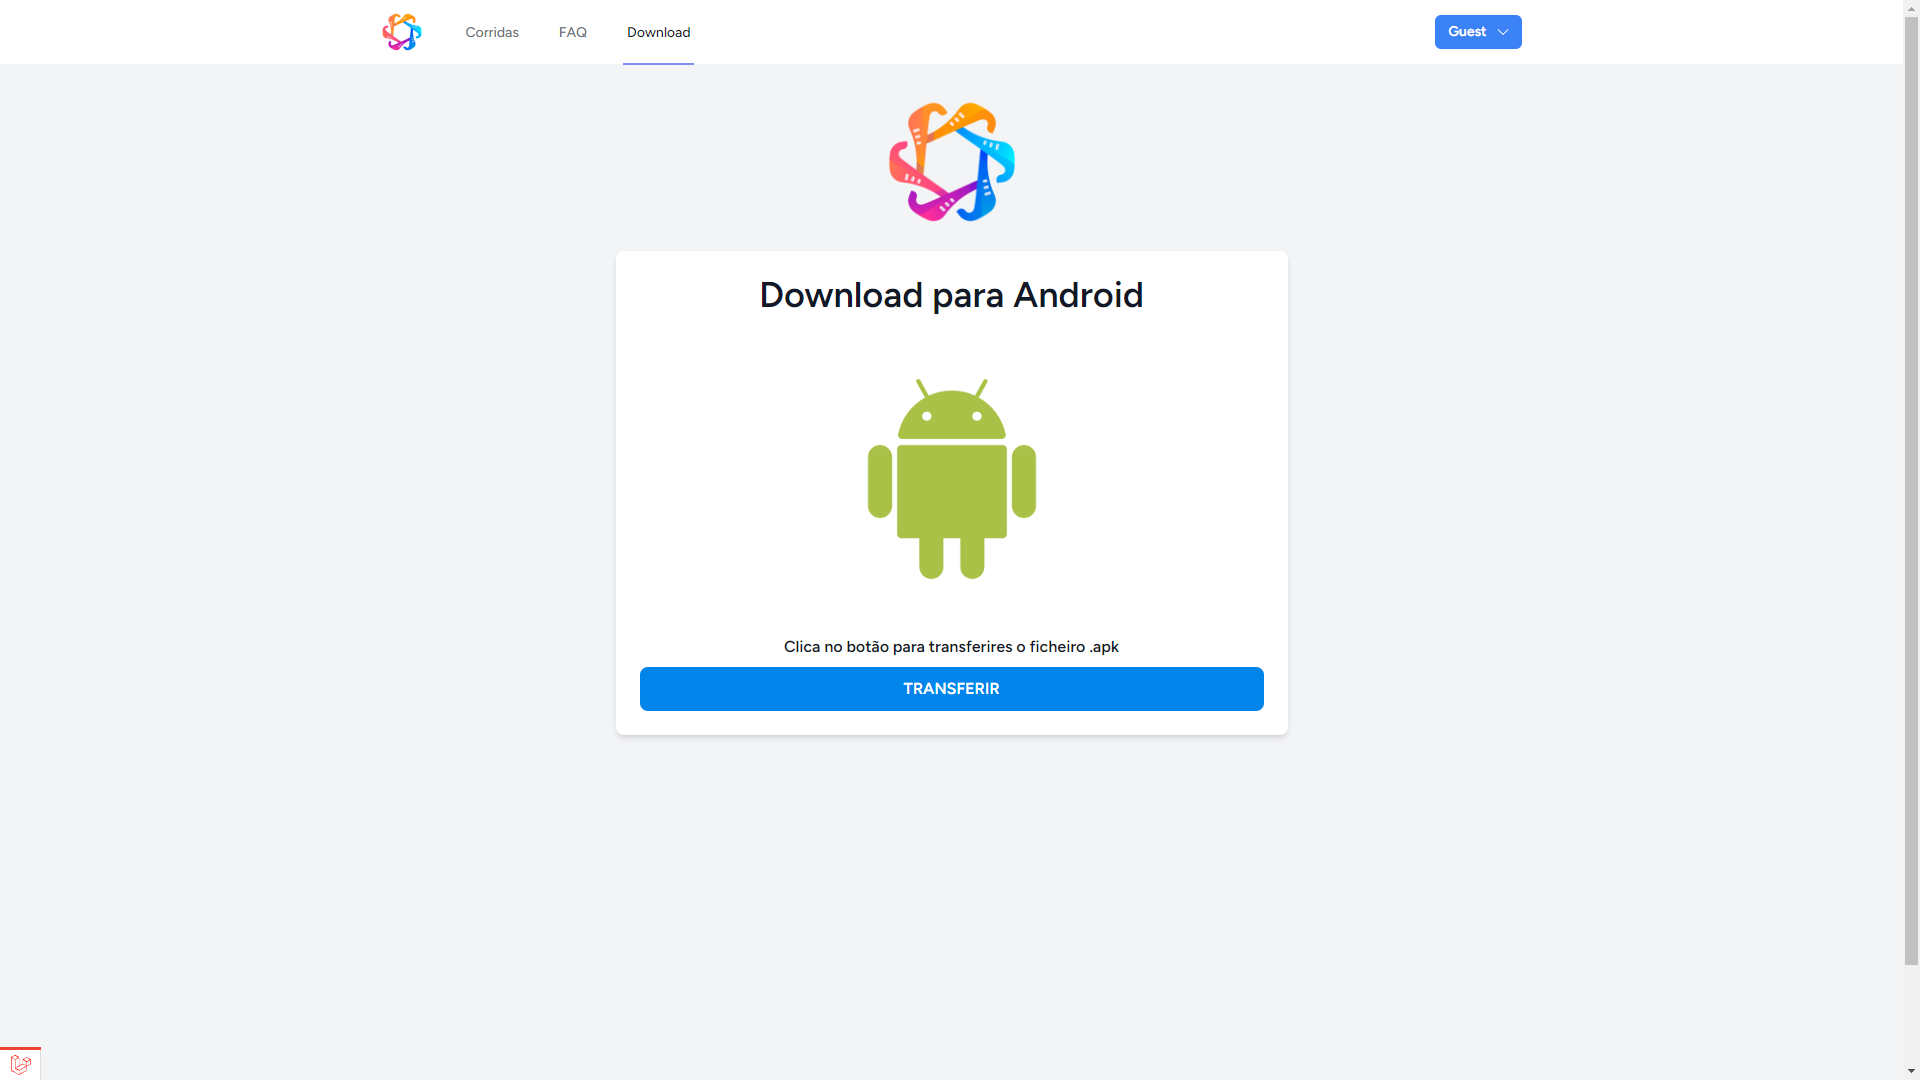 Corridas
FAQ
Download
Guest
Download para Android
Clica no botão para transferires o ficheiro .apk
TRANSFERIR